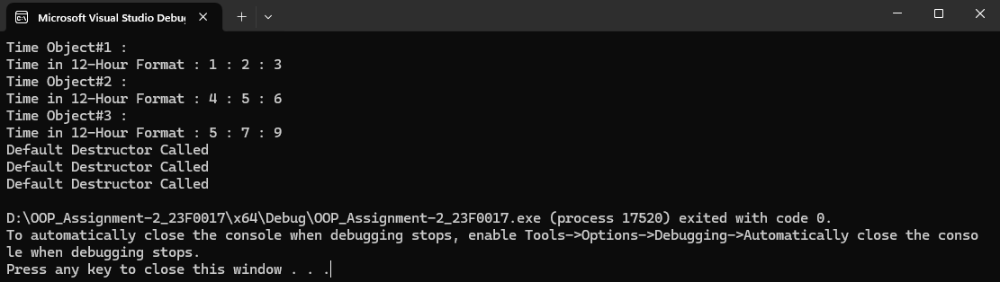 Microsoft Visual Studio Debug
Time Object#1 :
Time in 12-Hour Format : 1 : 2 : 3
Time Object#2 :
Time in 12-Hour Format : 4 : 5 : 6
Time Object#3 :
Time in 12-Hour Format : 5 : 7 : 9
Default Destructor Called
Default Destructor Called
Default Destructor Called
D:\OOP_Assignment-2_23F0017\x64\Debug\OOP_Assignment-2_23F0017.exe (process 17520) exited with code 0.
To automatically close the console when debugging stops, enable Tools->Options->Debugging->Automatically close the conso
le when debugging stops.
Press any key to close this window . . .